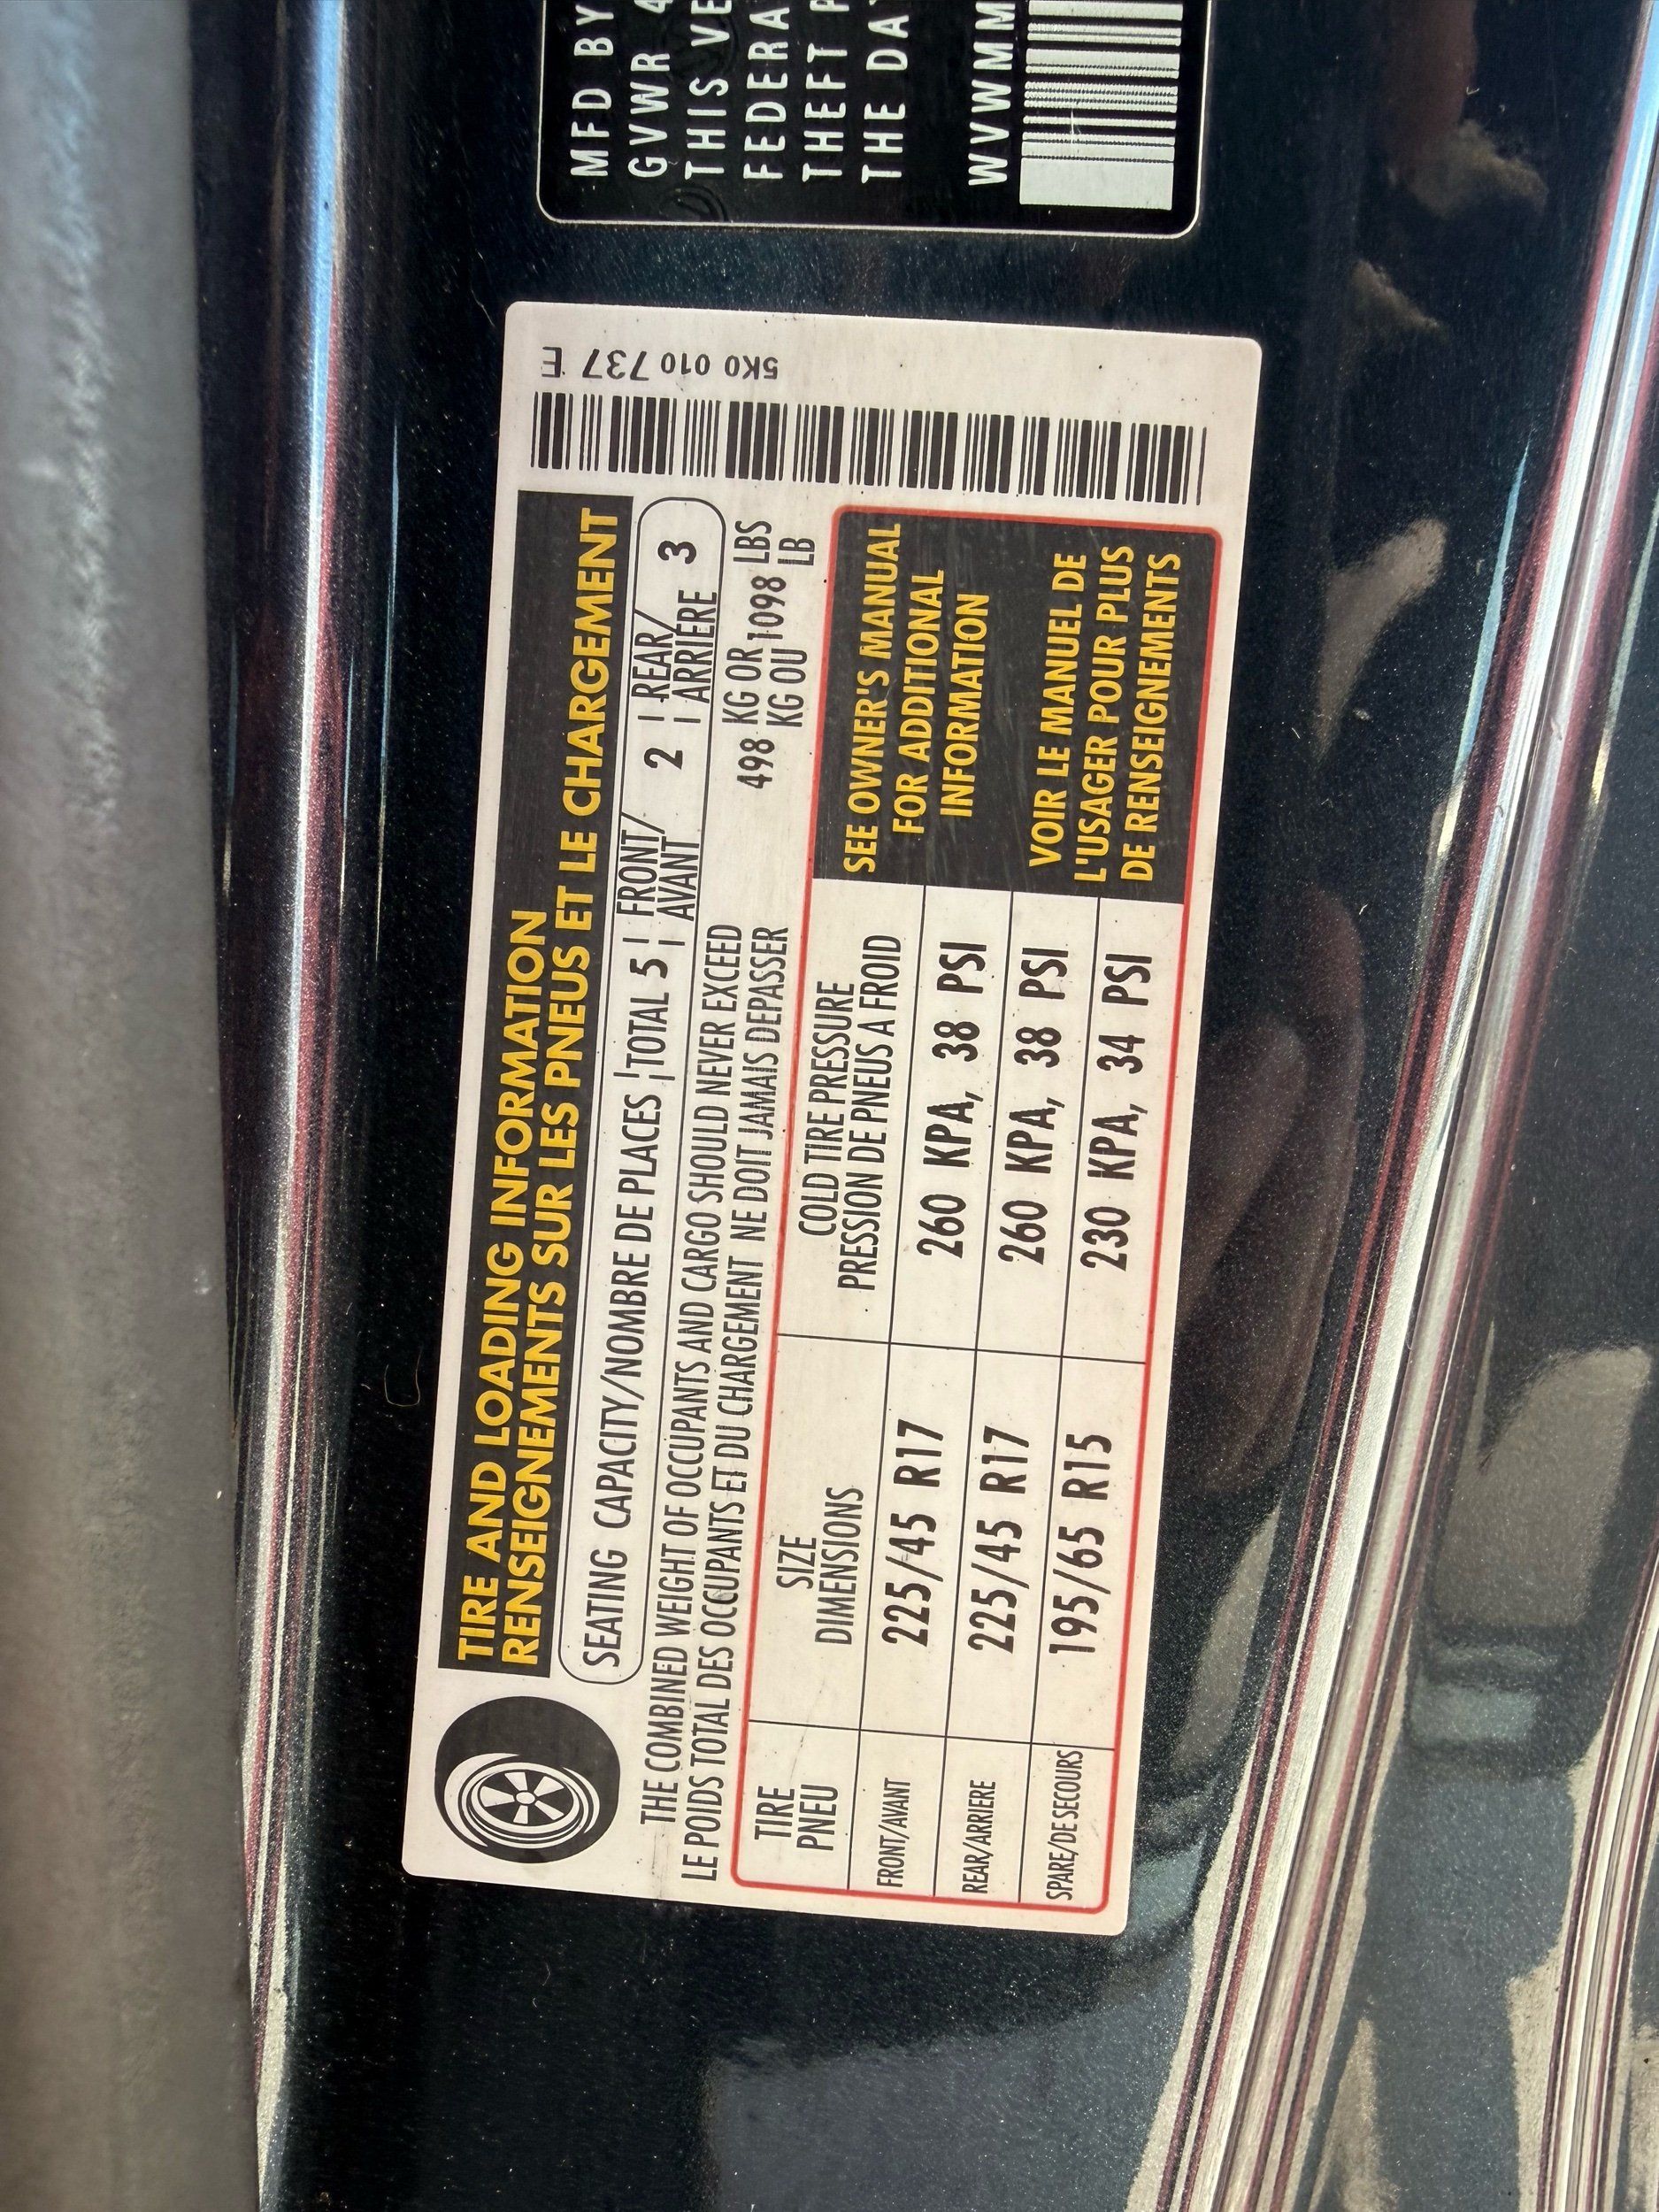 TIRE AND LOADING INFORMATION
RENSEIGNEMENTS SUR LES PNEUS ET LE CHARGEMENT
SEATING CAPACITY/NOMBRE DE PLACES TOTAL 5 FRONT/AVANT 2 REAR/ARRIÈRE 3
THE COMBINED WEIGHT OF OCCUPANTS AND CARGO SHOULD NEVER EXCEED 498 KG OR 1098 LBS
LE POIDS TOTAL DES OCCUPANTS ET DU CHARGEMENT NE DOIT JAMAIS DEPASSER KG OU LB
TIRE
PNEU
SIZE
DIMENSIONS
COLD TIRE PRESSURE
PRESSION DE PNEUS A FROID
FRONT/AVANT 225/45 R17 260 KPA, 38 PSI
REAR/ARRIERE 225/45 R17 260 KPA, 38 PSI
SPARE/DE SECOURS 195/65 R15 230 KPA, 34 PSI
SEE OWNER'S MANUAL
FOR ADDITIONAL
INFORMATION
VOIR LE MANUEL DE
L'USAGER POUR PLUS
DE RENSEIGNEMENTS
5K0 010 737 E
MFD BY
GVWR 4
THIS VE
FEDERA
THEFT P
THE DA
WVWMM